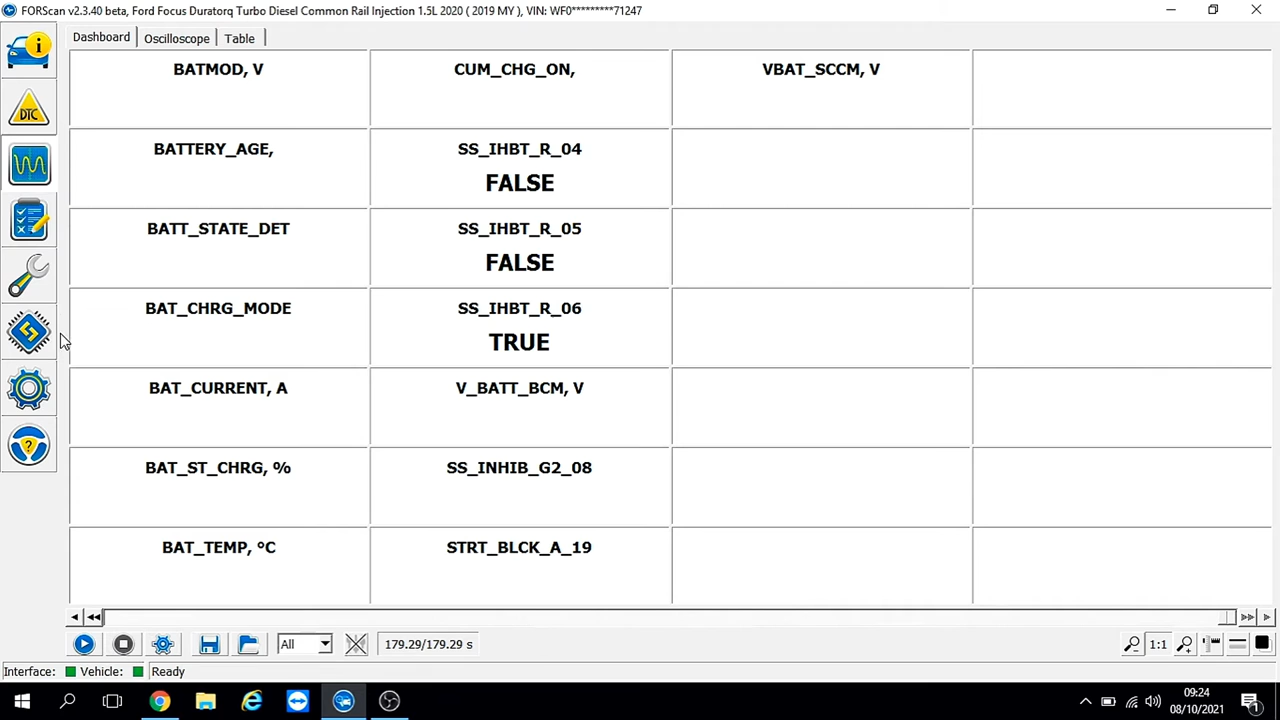 FORScan v2.3.40 beta, Ford Focus Duratorq Turbo Diesel Common Rail Injection 1.5L 2020 ( 2019 MY ), VIN: WF0*********71247
Dashboard Oscilloscope Table
DTC
BATMOD, V CUM_CHG_ON, VBAT_SCCM, V
BATTERY_AGE, SS_IHBT_R_04
FALSE
BATT_STATE_DET SS_IHBT_R_05
FALSE
BAT_CHRG_MODE SS_IHBT_R_06
TRUE
BAT_CURRENT, A V_BATT_BCM, V
BAT_ST_CHRG, % SS_INHIB_G2_08
BAT_TEMP, °C STRT_BLCK_A_19
All 179.29/179.29 s 1:1
Interface: Vehicle: Ready
09:24
08/10/2021
1